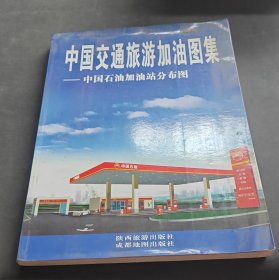 中国交通旅游加油图集
——中国石油加油站分布图
中国石油
陕西旅游出版社
成都地图出版社